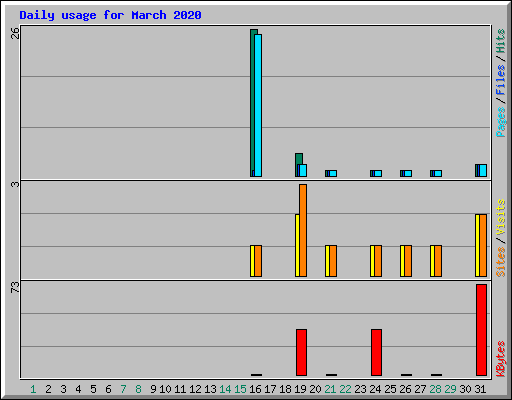 Daily usage for March 2020
26
Pages/Files/Hits
3
Sites/Visits
73
KBytes
1 2 3 4 5 6 7 8 9 10 11 12 13 14 15 16 17 18 19 20 21 22 23 24 25 26 27 28 29 30 31